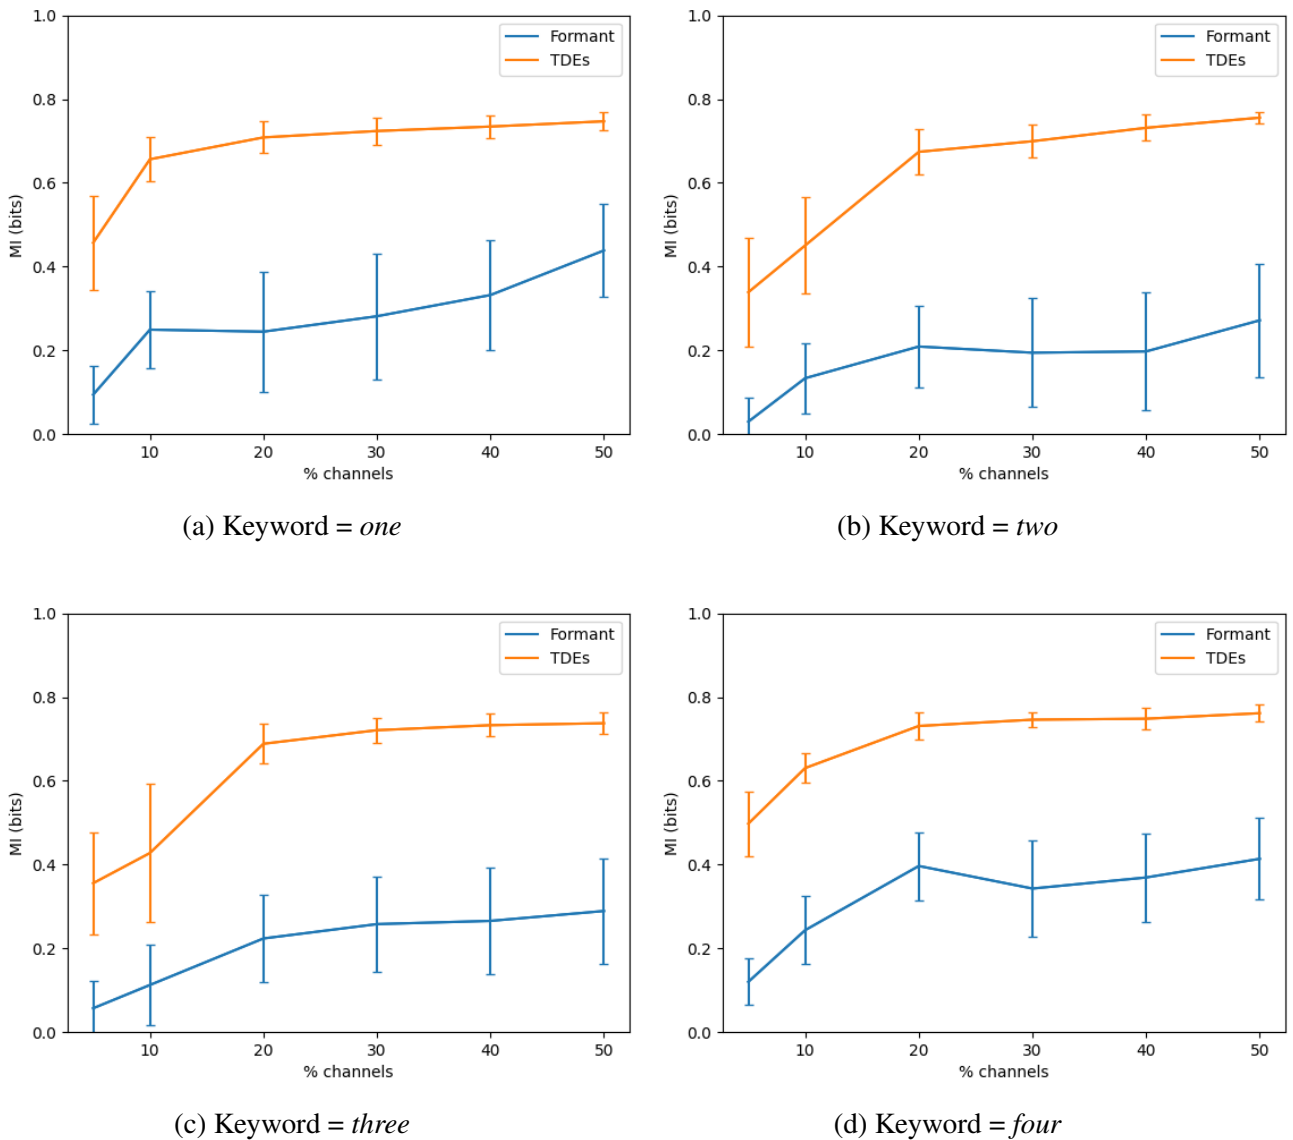 1.0
0.8
0.6
0.4
0.2
0.0
MI (bits)
Formant
TDEs
10 20 30 40 50
% channels
(a) Keyword = one
1.0
0.8
0.6
0.4
0.2
0.0
MI (bits)
Formant
TDEs
10 20 30 40 50
% channels
(b) Keyword = two
1.0
0.8
0.6
0.4
0.2
0.0
MI (bits)
Formant
TDEs
10 20 30 40 50
% channels
(c) Keyword = three
1.0
0.8
0.6
0.4
0.2
0.0
MI (bits)
Formant
TDEs
10 20 30 40 50
% channels
(d) Keyword = four